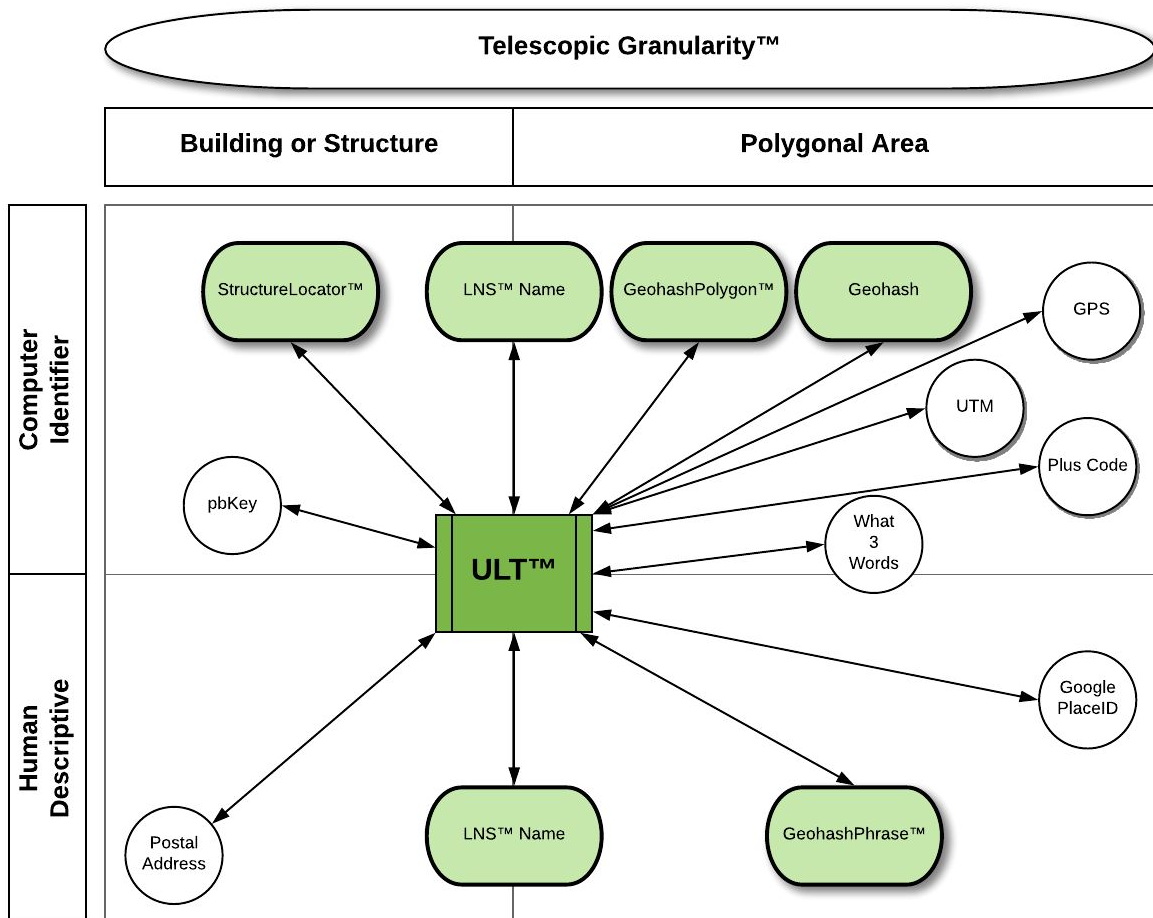 Telescopic Granularity™
Building or Structure
Polygonal Area
Computer
Identifier
StructureLocator™
LNS™ Name
GeohashPolygon™
Geohash
GPS
UTM
Plus Code
pbKey
What
3
Words
ULT™
Human
Descriptive
Google
PlaceID
Postal
Address
LNS™ Name
GeohashPhrase™